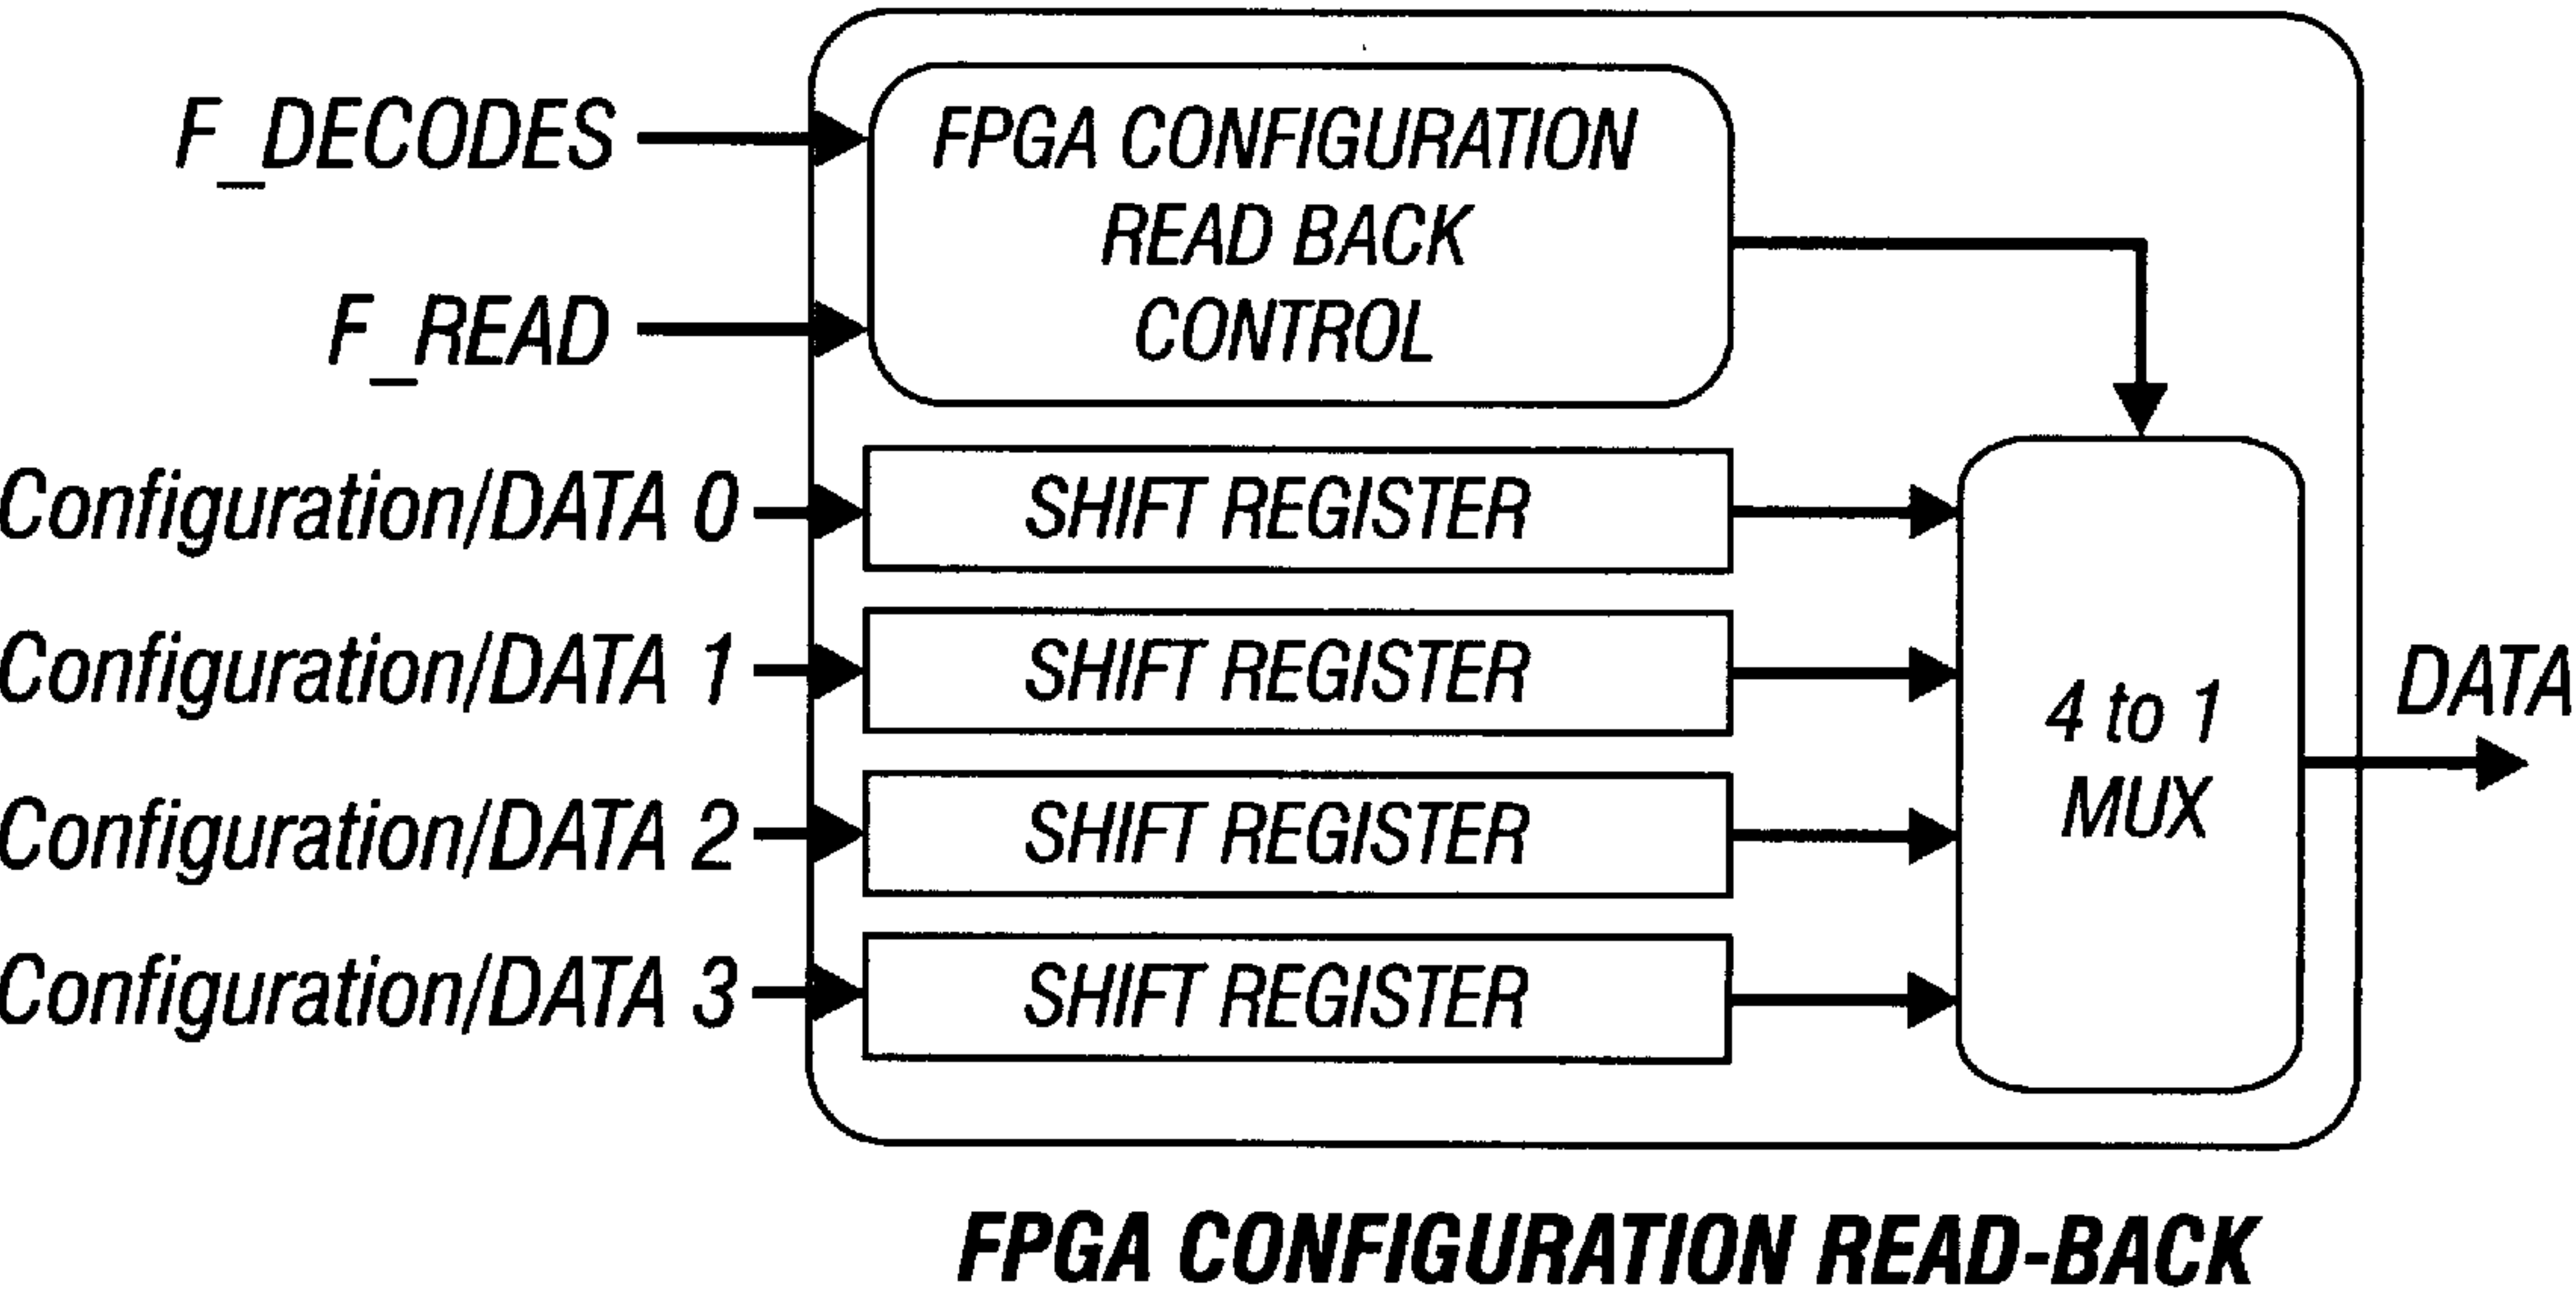 F_DECODES
FPGA CONFIGURATION
READ BACK
CONTROL
F_READ
Configuration/DATA 0
SHIFT REGISTER
Configuration/DATA 1
SHIFT REGISTER
Configuration/DATA 2
SHIFT REGISTER
Configuration/DATA 3
SHIFT REGISTER
4 to 1
MUX
DATA
FPGA CONFIGURATION READ-BACK